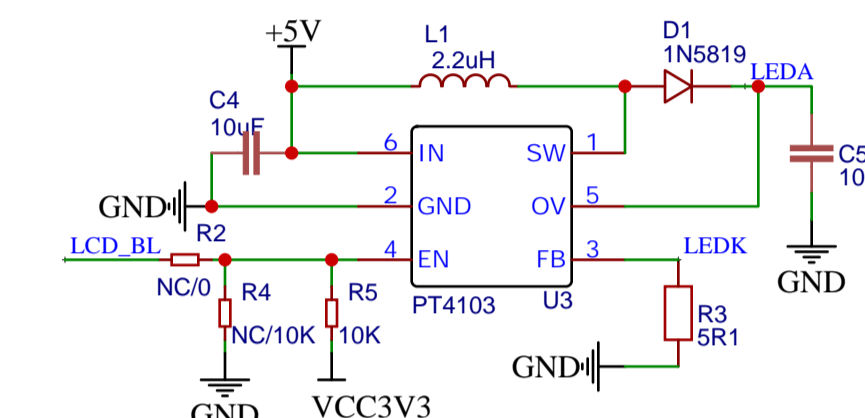 +5V
L1
2.2uH
D1
1N5819
LEDA
C4
10uF
6
IN
SW
1
C5
10
2
GND
OV
5
GND
R2
LCD_BL
4
EN
FB
3
LEDK
GND
NC/0
R4
R5
PT4103
U3
R3
5R1
NC/10K
10K
GND
GND
VCC3V3